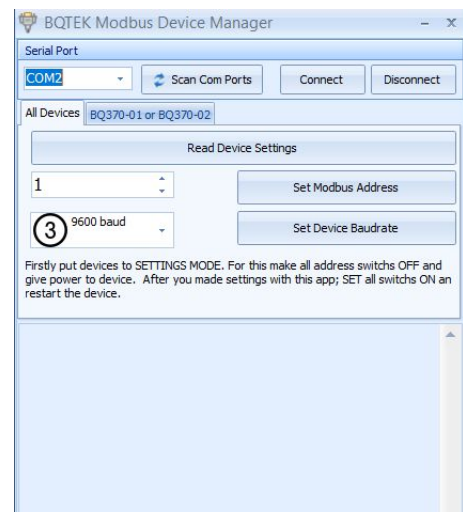 BQTEK Modbus Device Manager
Serial Port
COM2 Scan Com Ports Connect Disconnect
All Devices BQ370-01 or BQ370-02
Read Device Settings
1 Set Modbus Address
3 9600 baud Set Device Baudrate
Firstly put devices to SETTINGS MODE. For this make all address switchs OFF and
give power to device. After you made settings with this app; SET all switchs ON an
restart the device.